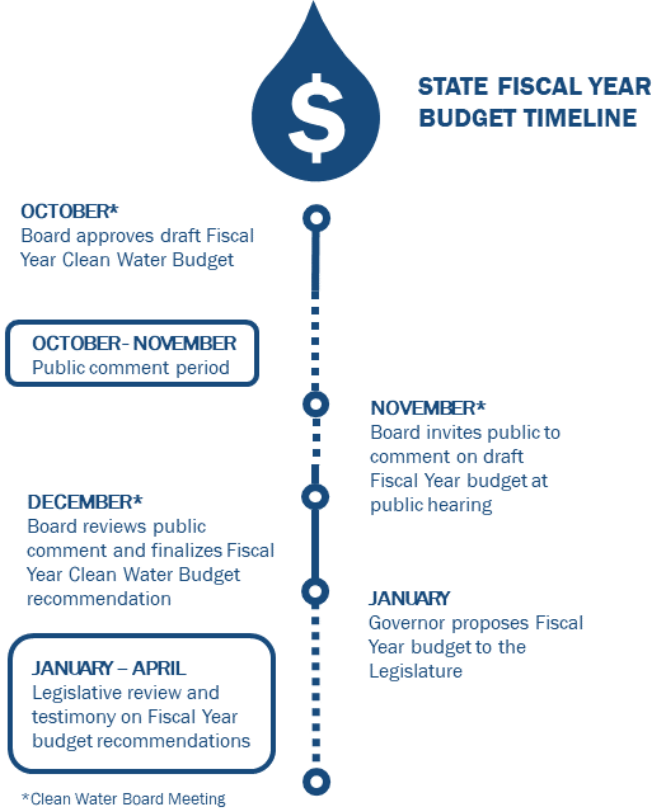 $
STATE FISCAL YEAR
BUDGET TIMELINE
OCTOBER*
Board approves draft Fiscal
Year Clean Water Budget
OCTOBER- NOVEMBER
Public comment period
NOVEMBER*
Board invites public to
comment on draft
Fiscal Year budget at
public hearing
DECEMBER*
Board reviews public
comment and finalizes Fiscal
Year Clean Water Budget
recommendation
JANUARY
Governor proposes Fiscal
Year budget to the
Legislature
JANUARY – APRIL
Legislative review and
testimony on Fiscal Year
budget recommendations
*Clean Water Board Meeting